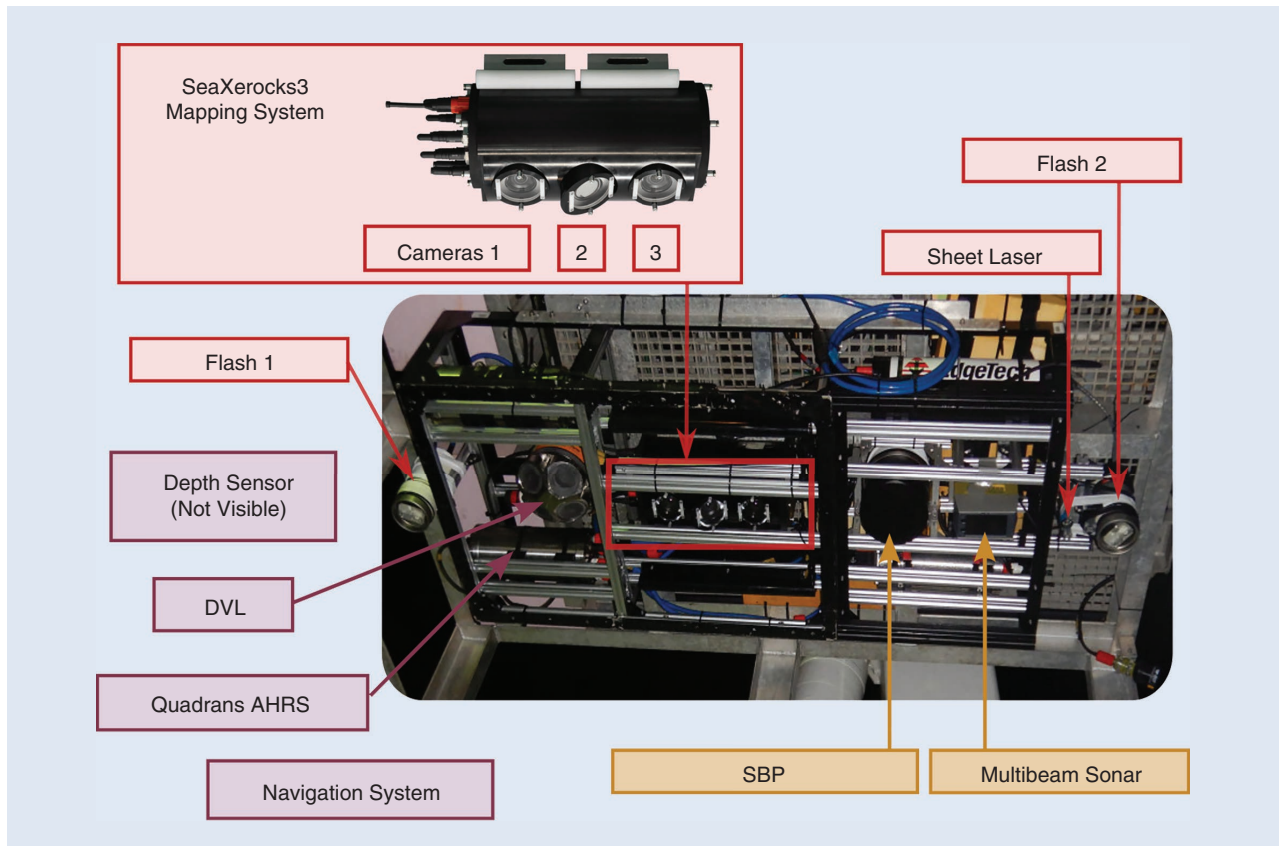 SeaXerocks3
Mapping System
Cameras 1
2
3
Flash 2
Sheet Laser
Flash 1
EdgeTech
Depth Sensor
(Not Visible)
DVL
Quadrans AHRS
Navigation System
SBP
Multibeam Sonar